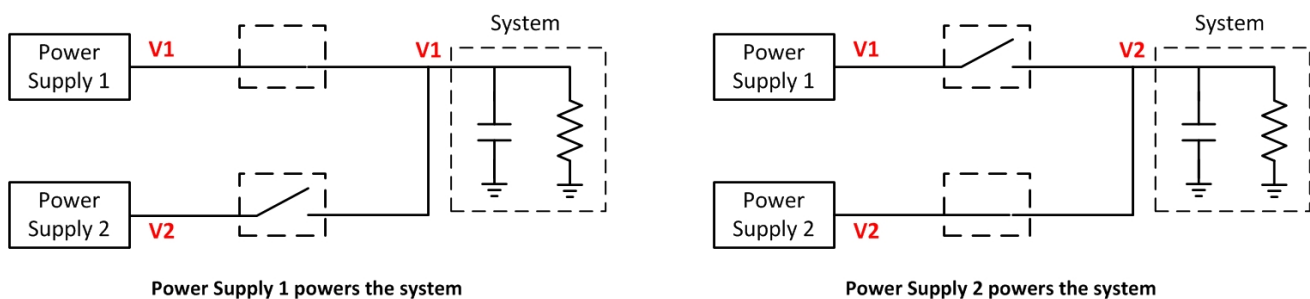 System
Power
Supply 1
V1
V1
Power
Supply 2
V2
Power Supply 1 powers the system
System
Power
Supply 1
V1
V2
Power
Supply 2
V2
Power Supply 2 powers the system